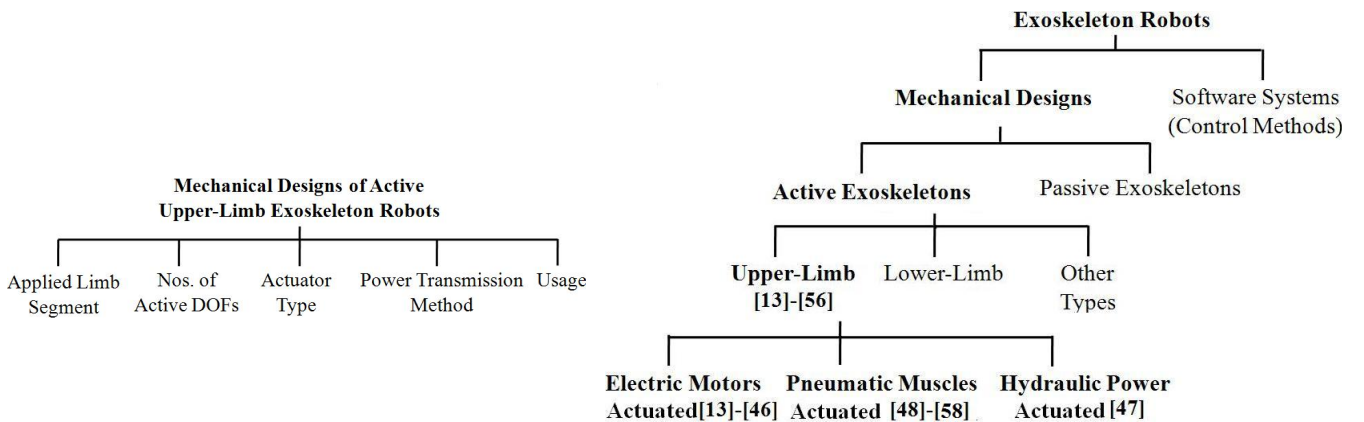 Mechanical Designs of Active
Upper-Limb Exoskeleton Robots
Applied Limb
Segment
Nos. of
Active DOFs
Actuator
Type
Power Transmission
Method
Usage
Exoskeleton Robots
Mechanical Designs
Software Systems
(Control Methods)
Active Exoskeletons
Passive Exoskeletons
Upper-Limb
[13]-[56]
Lower-Limb
Other
Types
Electric Motors
Actuated[13]-[46]
Pneumatic Muscles
Actuated [48]-[58]
Hydraulic Power
Actuated [47]